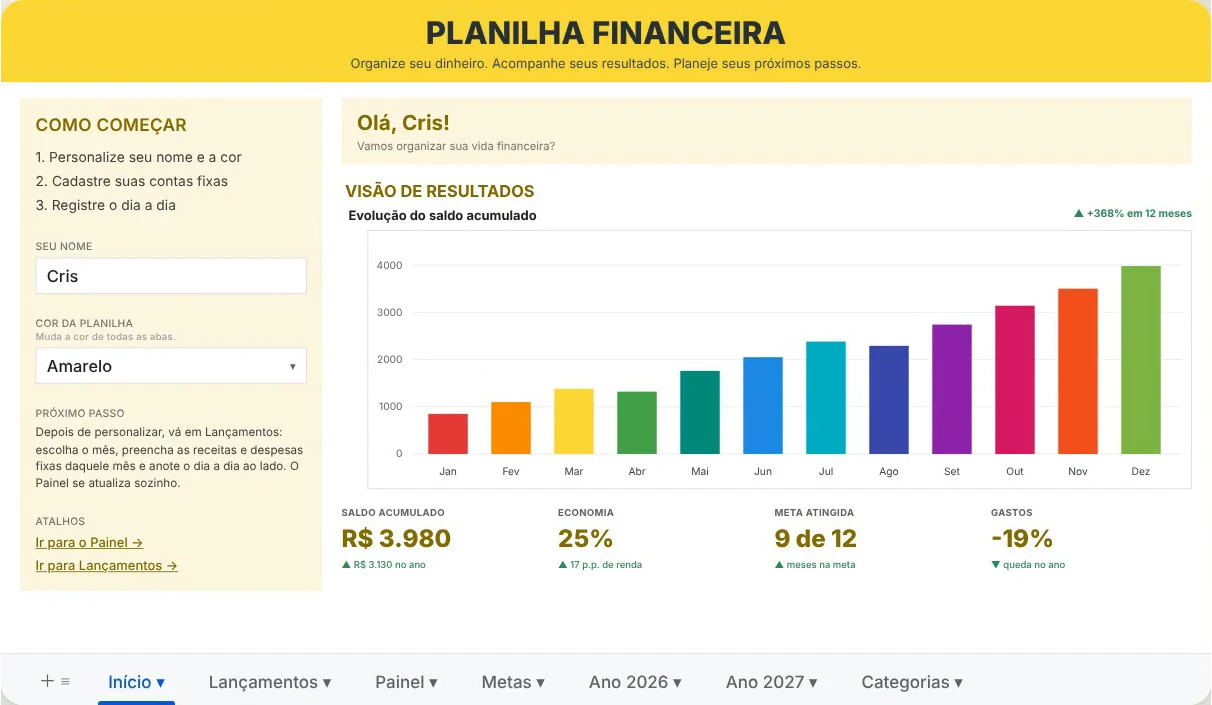 PLANILHA FINANCEIRA
Organize seu dinheiro. Acompanhe seus resultados. Planeje seus próximos passos.
COMO COMEÇAR
1. Personalize seu nome e a cor
2. Cadastre suas contas fixas
3. Registre o dia a dia
SEU NOME
Cris
COR DA PLANILHA
Muda a cor de todas as abas.
Amarelo ▾
PRÓXIMO PASSO
Depois de personalizar, vá em Lançamentos:
escolha o mês, preencha as receitas e despesas
fixas daquele mês e anote o dia a dia ao lado. O
Painel se atualiza sozinho.
ATALHOS
Ir para o Painel →
Ir para Lançamentos →
Olá, Cris!
Vamos organizar sua vida financeira?
VISÃO DE RESULTADOS
Evolução do saldo acumulado
▲ +368% em 12 meses
4000
3000
2000
1000
0
Jan Fev Mar Abr Mai Jun Jul Ago Set Out Nov Dez
SALDO ACUMULADO
R$ 3.980
▲ R$ 3.130 no ano
ECONOMIA
25%
▲ 17 p.p. de renda
META ATINGIDA
9 de 12
▲ meses na meta
GASTOS
-19%
▼ queda no ano
+ ≡ Início ▾ Lançamentos ▾ Painel ▾ Metas ▾ Ano 2026 ▾ Ano 2027 ▾ Categorias ▾